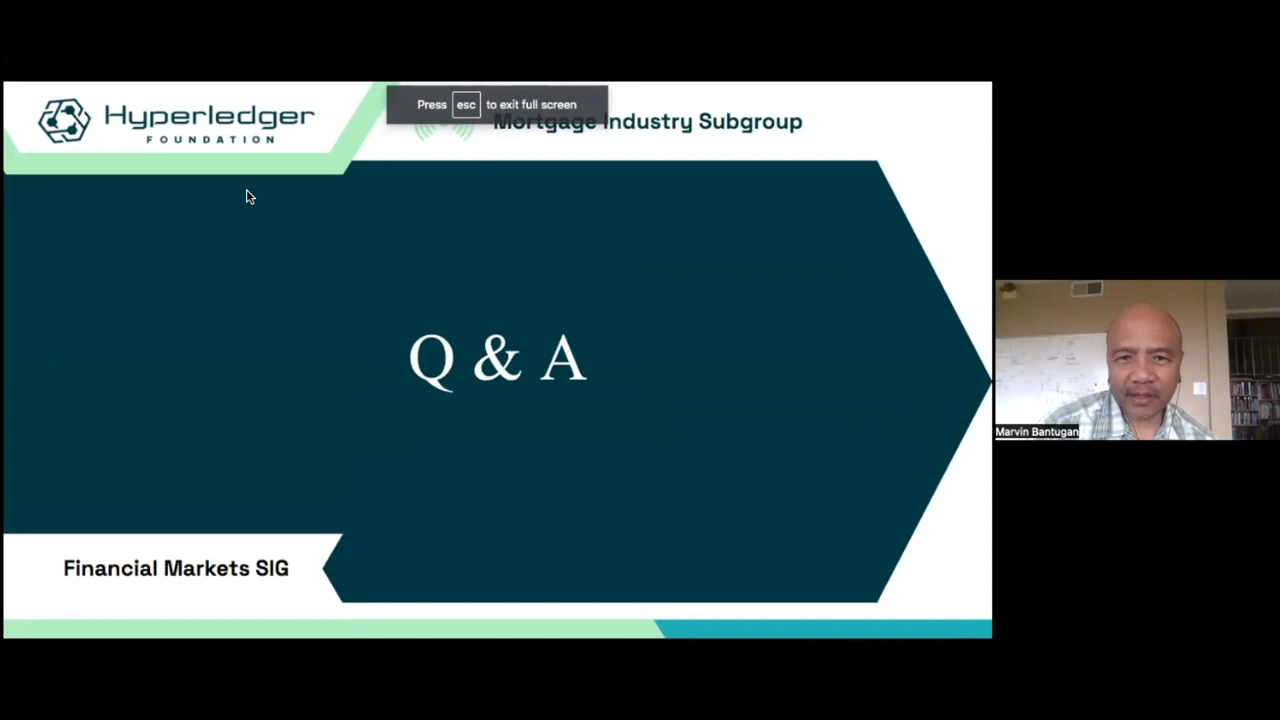 Hyperledger
FOUNDATION
Press esc to exit full screen
Mortgage Industry Subgroup
Q & A
Marvin Bantugan
Financial Markets SIG